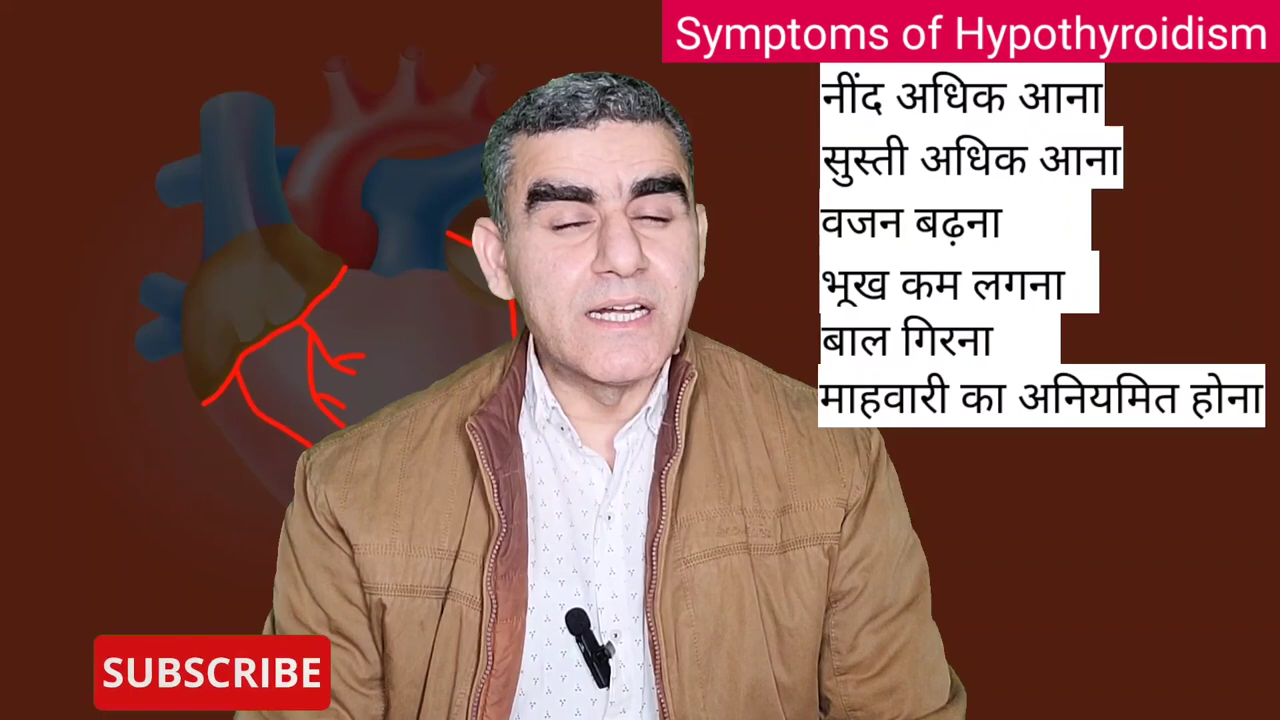 Symptoms of Hypothyroidism
नींद अधिक आना
सुस्ती अधिक आना
वजन बढ़ना
भूख कम लगना
बाल गिरना
माहवारी का अनियमित होना
SUBSCRIBE